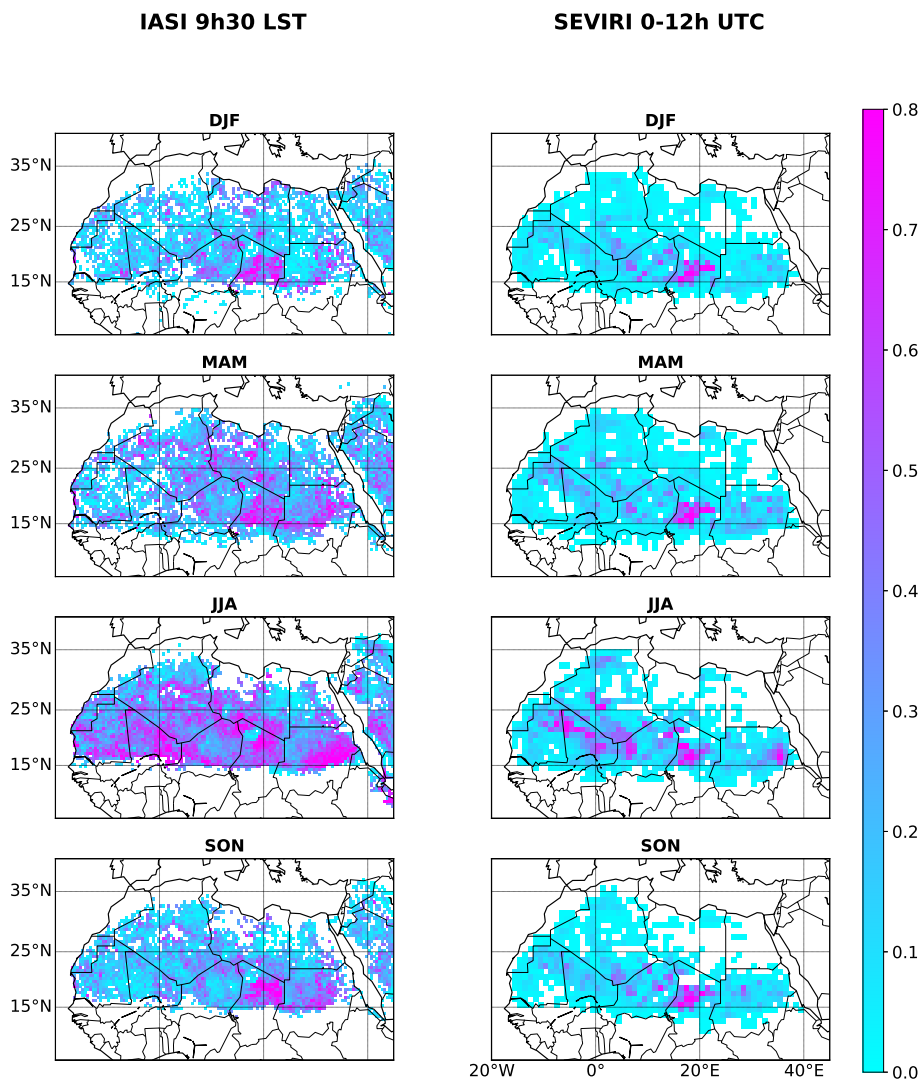 IASI 9h30 LST
SEVIRI 0-12h UTC
DJF
DJF
35°N
25°N
15°N
MAM
MAM
35°N
25°N
15°N
JJA
JJA
35°N
25°N
15°N
SON
SON
35°N
25°N
15°N
20°W 0° 20°E 40°E
0.8
0.7
0.6
0.5
0.4
0.3
0.2
0.1
0.0